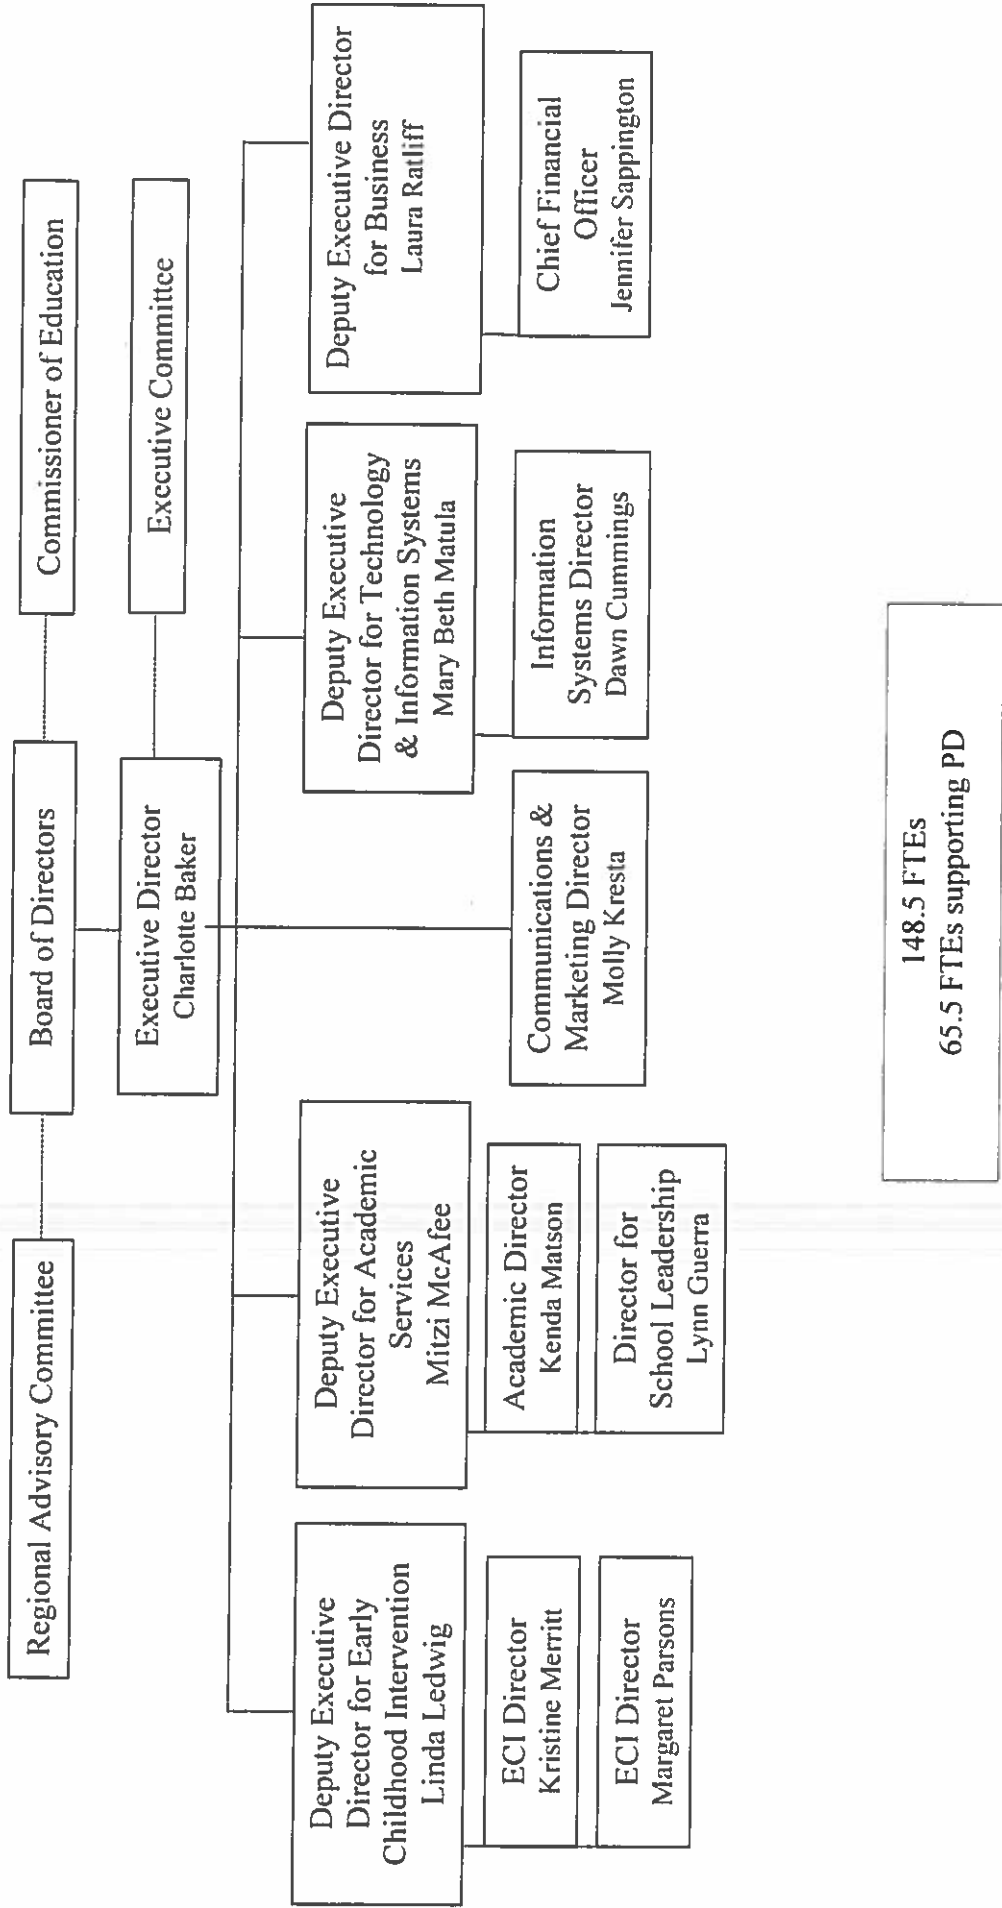 Regional Advisory Committee
Board of Directors
Commissioner of Education
Executive Director
Charlotte Baker
Executive Committee
Deputy Executive
Director for Early
Childhood Intervention
Linda Ledwig
Deputy Executive
Director for Academic
Services
Mitzi McAfee
Deputy Executive
Director for Technology
& Information Systems
Mary Beth Matula
Deputy Executive Director
for Business
Laura Ratliff
ECI Director
Kristine Merritt
ECI Director
Margaret Parsons
Academic Director
Kenda Matson
Director for
School Leadership
Lynn Guerra
Communications &
Marketing Director
Molly Kresta
Information
Systems Director
Dawn Cummings
Chief Financial
Officer
Jennifer Sappington
148.5 FTEs
65.5 FTEs supporting PD